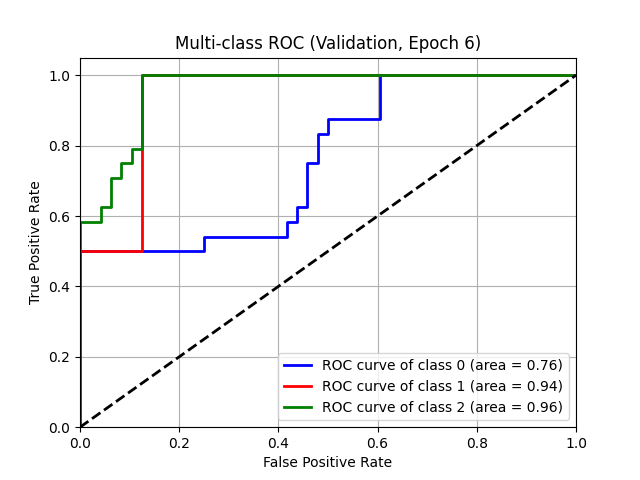 Multi-class ROC (Validation, Epoch 6)
1.0
0.8
0.6
0.4
0.2
0.0
True Positive Rate
ROC curve of class 0 (area = 0.76)
ROC curve of class 1 (area = 0.94)
ROC curve of class 2 (area = 0.96)
0.0 0.2 0.4 0.6 0.8 1.0
False Positive Rate